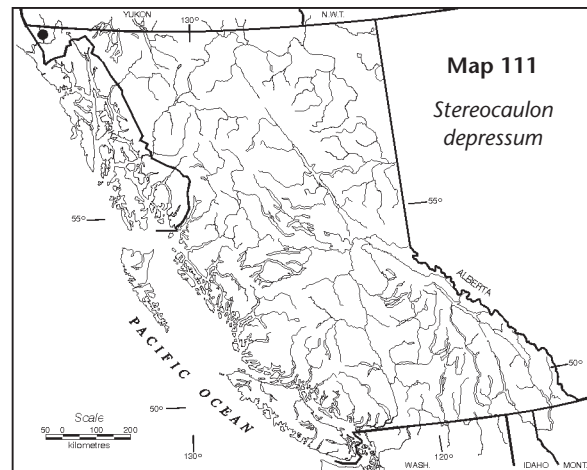 YUKON
130°
N.W.T.
Map 111
Stereocaulon
depressum
55°
55°
ALBERTA
PACIFIC OCEAN
50°
50°
Scale
50 0 100 200
kilometres
130°
WASH.
120°
IDAHO
MONT.